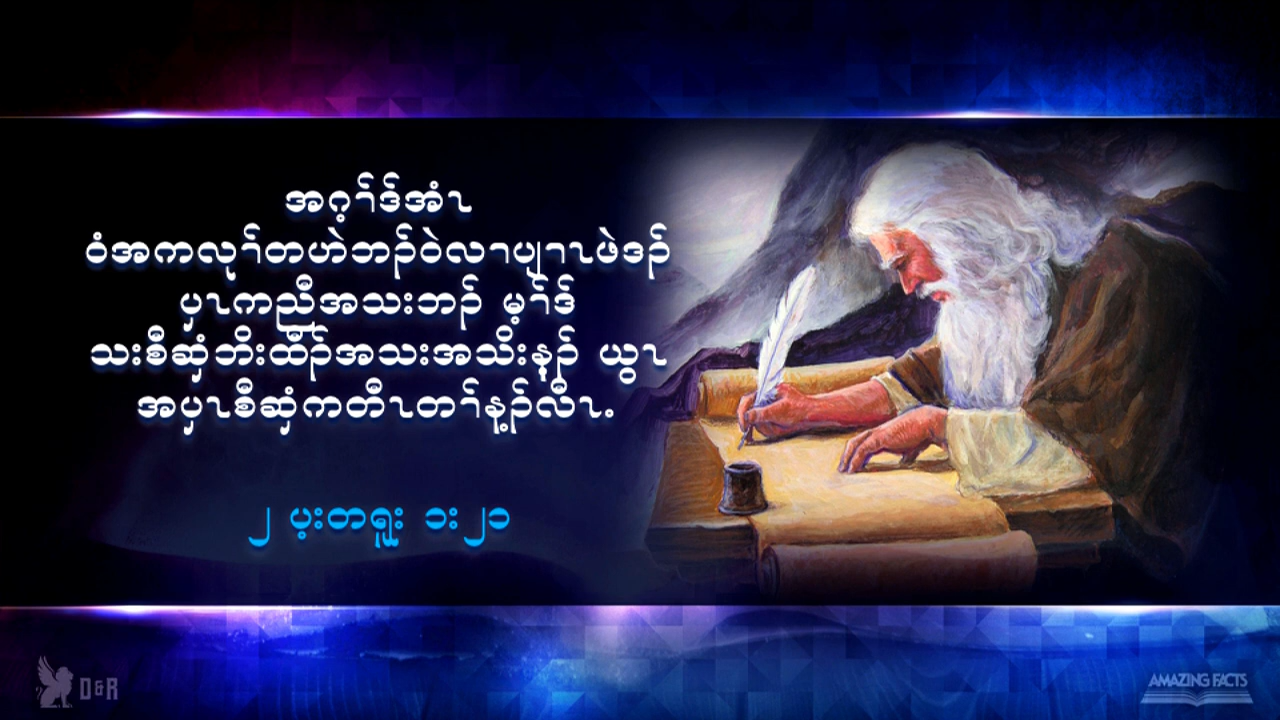 အဂ့ၢ်ဒ်အံၤ
ဝံအကလုၢ်တဟဲဘၣ်ဝဲလၢပျၢၤဖဲဒၣ်
ပှၤကညီအသးဘၣ် မ့ၢ်ဒ်
သးစီဆှံဘိးထီၣ်အသးအသိးန့ၣ် ယွၤ
အပှၤစီဆှံကတိၤတၢ်န့ၣ်လီၤ.
၂ ပ့းတရူး ၁း၂၁
D&R
AMAZING FACTS